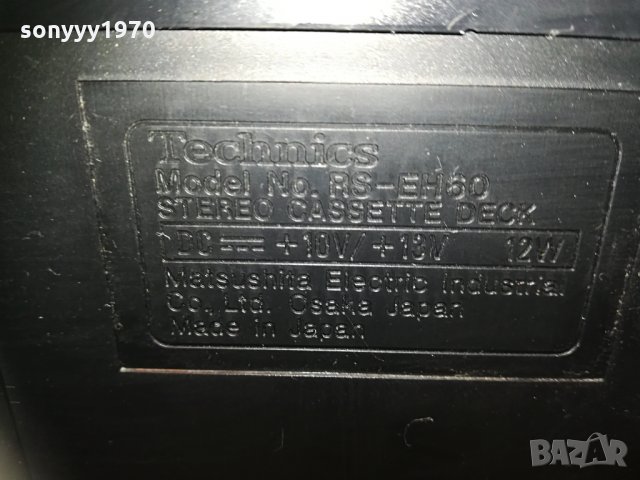 sonyyy1970
Technics
Model No. RS-EH60
STEREO CASSETTE DECK
DC ⎓ +10V/+13V 12W
Matsushita Electric Industrial
Co., Ltd. Osaka Japan
Made in Japan
BAZAR